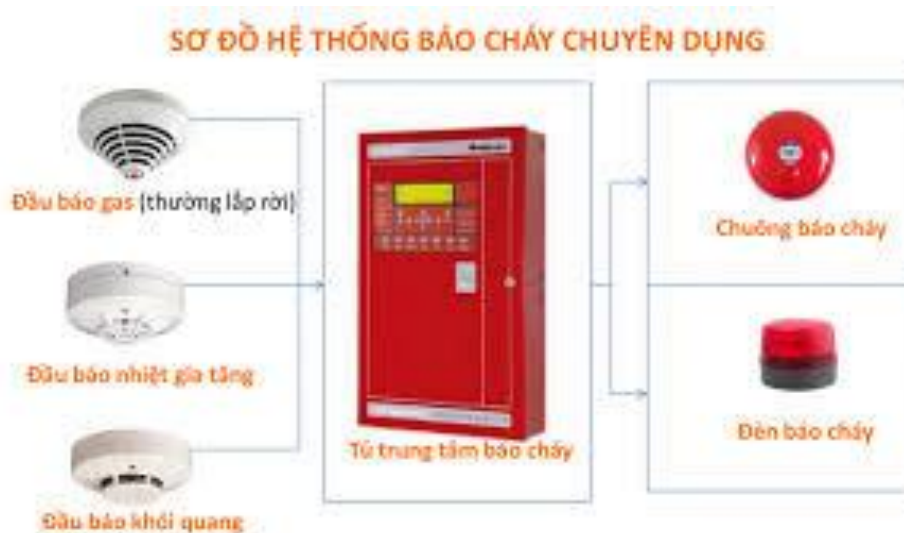 SƠ ĐỒ HỆ THỐNG BÁO CHÁY CHUYÊN DỤNG
Đầu báo gas (thường lắp rời)
Đầu báo nhiệt gia tăng
Đầu báo khói quang
Tủ trung tâm báo cháy
Chuông báo cháy
Đèn báo cháy